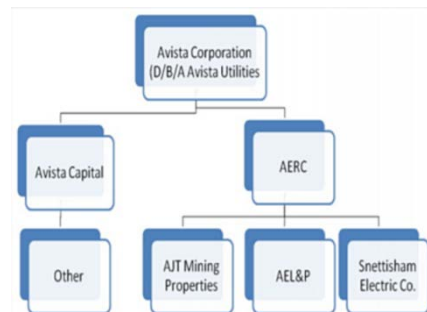 Avista Corporation
(D/B/A Avista Utilities
Avista Capital
AERC
Other
AJT Mining
Properties
AEL&P
Snettisham
Electric Co.